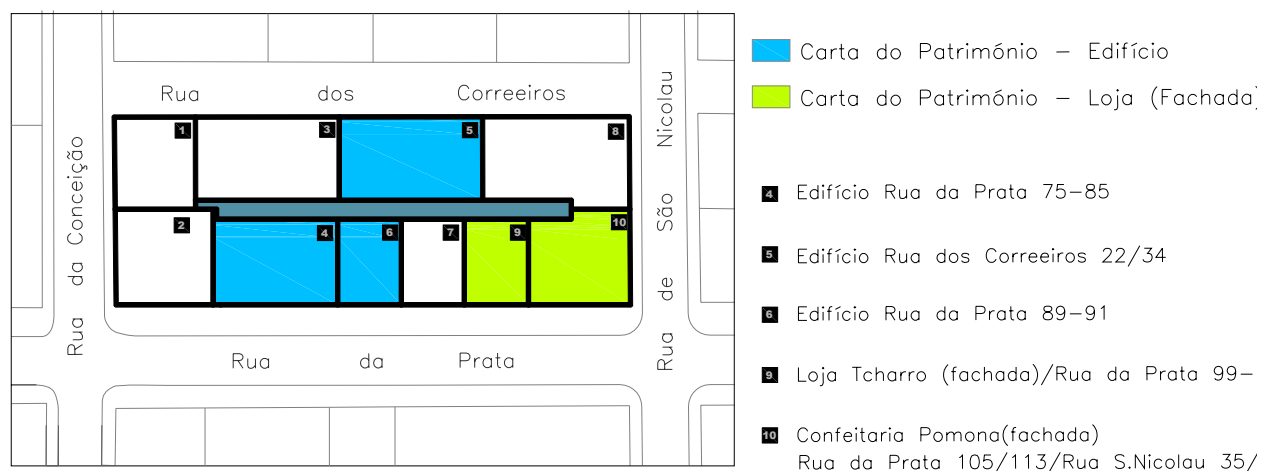 Rua dos Correeiros
Rua da Conceição
Rua de São Nicolau
1
3
5
8
2
4
6
7
9
10
Rua da Prata
Carta do Património – Edifício
Carta do Património – Loja (Fachada)
4 Edifício Rua da Prata 75–85
5 Edifício Rua dos Correeiros 22/34
6 Edifício Rua da Prata 89–91
9 Loja Tcharro (fachada)/Rua da Prata 99–
10 Confeitaria Pomona(fachada)
Rua da Prata 105/113/Rua S.Nicolau 35/